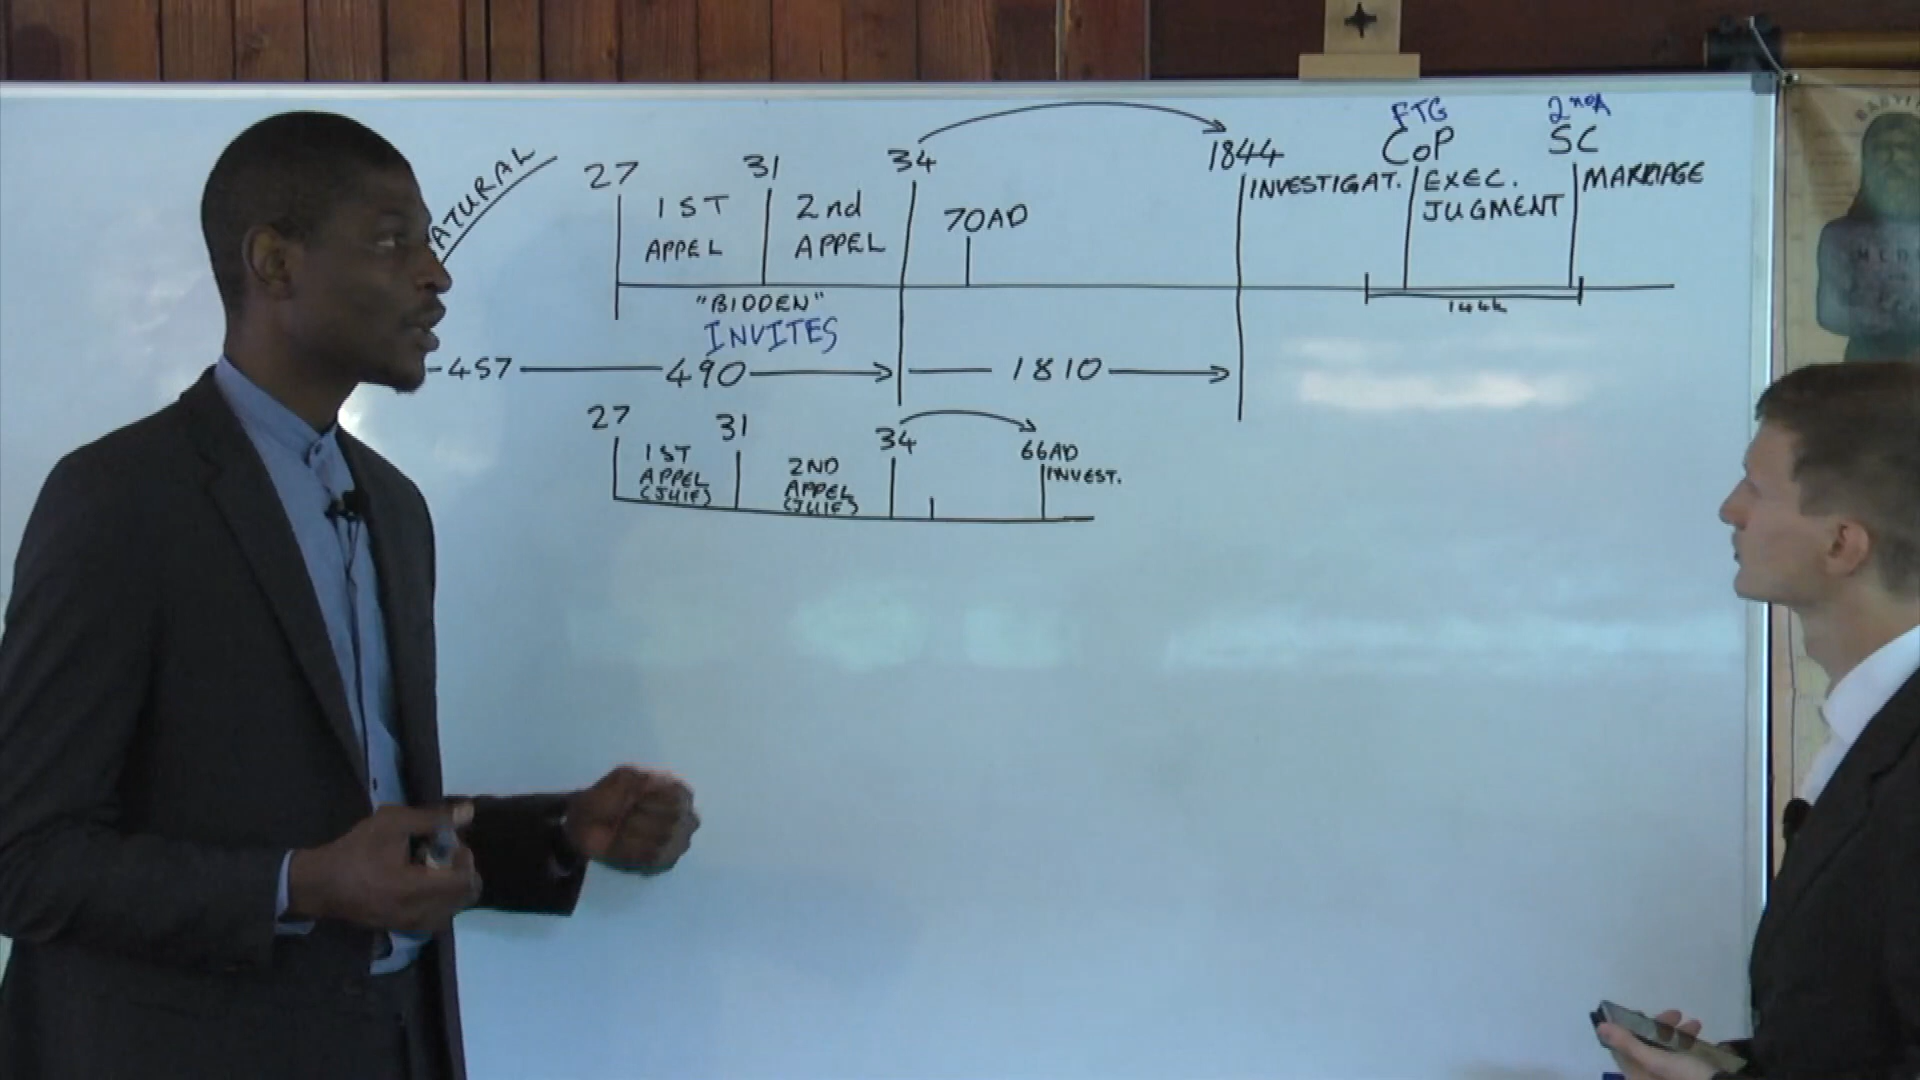 ATURAL
27
31
34
1844
FTG
CoP
2nd
SC
1ST
APPEL
2nd
APPEL
70AD
INVESTIGAT.
EXEC.
JUGMENT
MARRIAGE
"BIDDEN"
INVITES
144k
457
490
1810
27
31
34
66AD
1ST
APPEL
(JUIF)
2ND
APPEL
(JUIF)
INVEST.